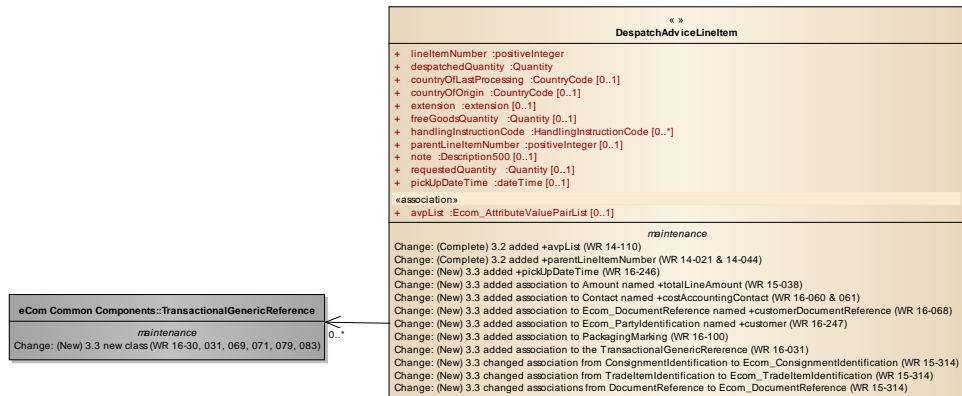 « »
DespatchAdviceLineItem
+ lineItemNumber :positiveInteger
+ despatchedQuantity :Quantity
+ countryOfLastProcessing :CountryCode [0..1]
+ countryOfOrigin :CountryCode [0..1]
+ extension :extension [0..1]
+ freeGoodsQuantity :Quantity [0..1]
+ handlingInstructionCode :HandlingInstructionCode [0..*]
+ parentLineItemNumber :positiveInteger [0..1]
+ note :Description500 [0..1]
+ requestedQuantity :Quantity [0..1]
+ pickUpDateTime :dateTime [0..1]
«association»
+ avpList :Ecom_AttributeValuePairList [0..1]
maintenance
Change: (Complete) 3.2 added +avpList (WR 14-110)
Change: (Complete) 3.2 added +parentLineItemNumber (WR 14-021 & 14-044)
Change: (New) 3.3 added +pickUpDateTime (WR 16-246)
Change: (New) 3.3 added association to Amount named +totalLineAmount (WR 15-038)
Change: (New) 3.3 added association to Contact named +costAccountingContact (WR 16-060 & 061)
Change: (New) 3.3 added association to Ecom_DocumentReference named +customerDocumentReference (WR 16-068)
Change: (New) 3.3 added association to Ecom_PartyIdentification named +customer (WR 16-247)
Change: (New) 3.3 added association to PackagingMarking (WR 16-100)
Change: (New) 3.3 added association to the TransactionalGenericRererence (WR 16-031)
Change: (New) 3.3 changed association from ConsignmentIdentification to Ecom_ConsignmentIdentification (WR 15-314)
Change: (New) 3.3 changed association from TradeItemIdentification to Ecom_TradeItemIdentification (WR 15-314)
Change: (New) 3.3 changed associations from DocumentReference to Ecom_DocumentReference (WR 15-314)
eCom Common Components::TransactionalGenericReference
maintenance
Change: (New) 3.3 new class (WR 16-30, 031, 069, 071, 079, 083)
0..*